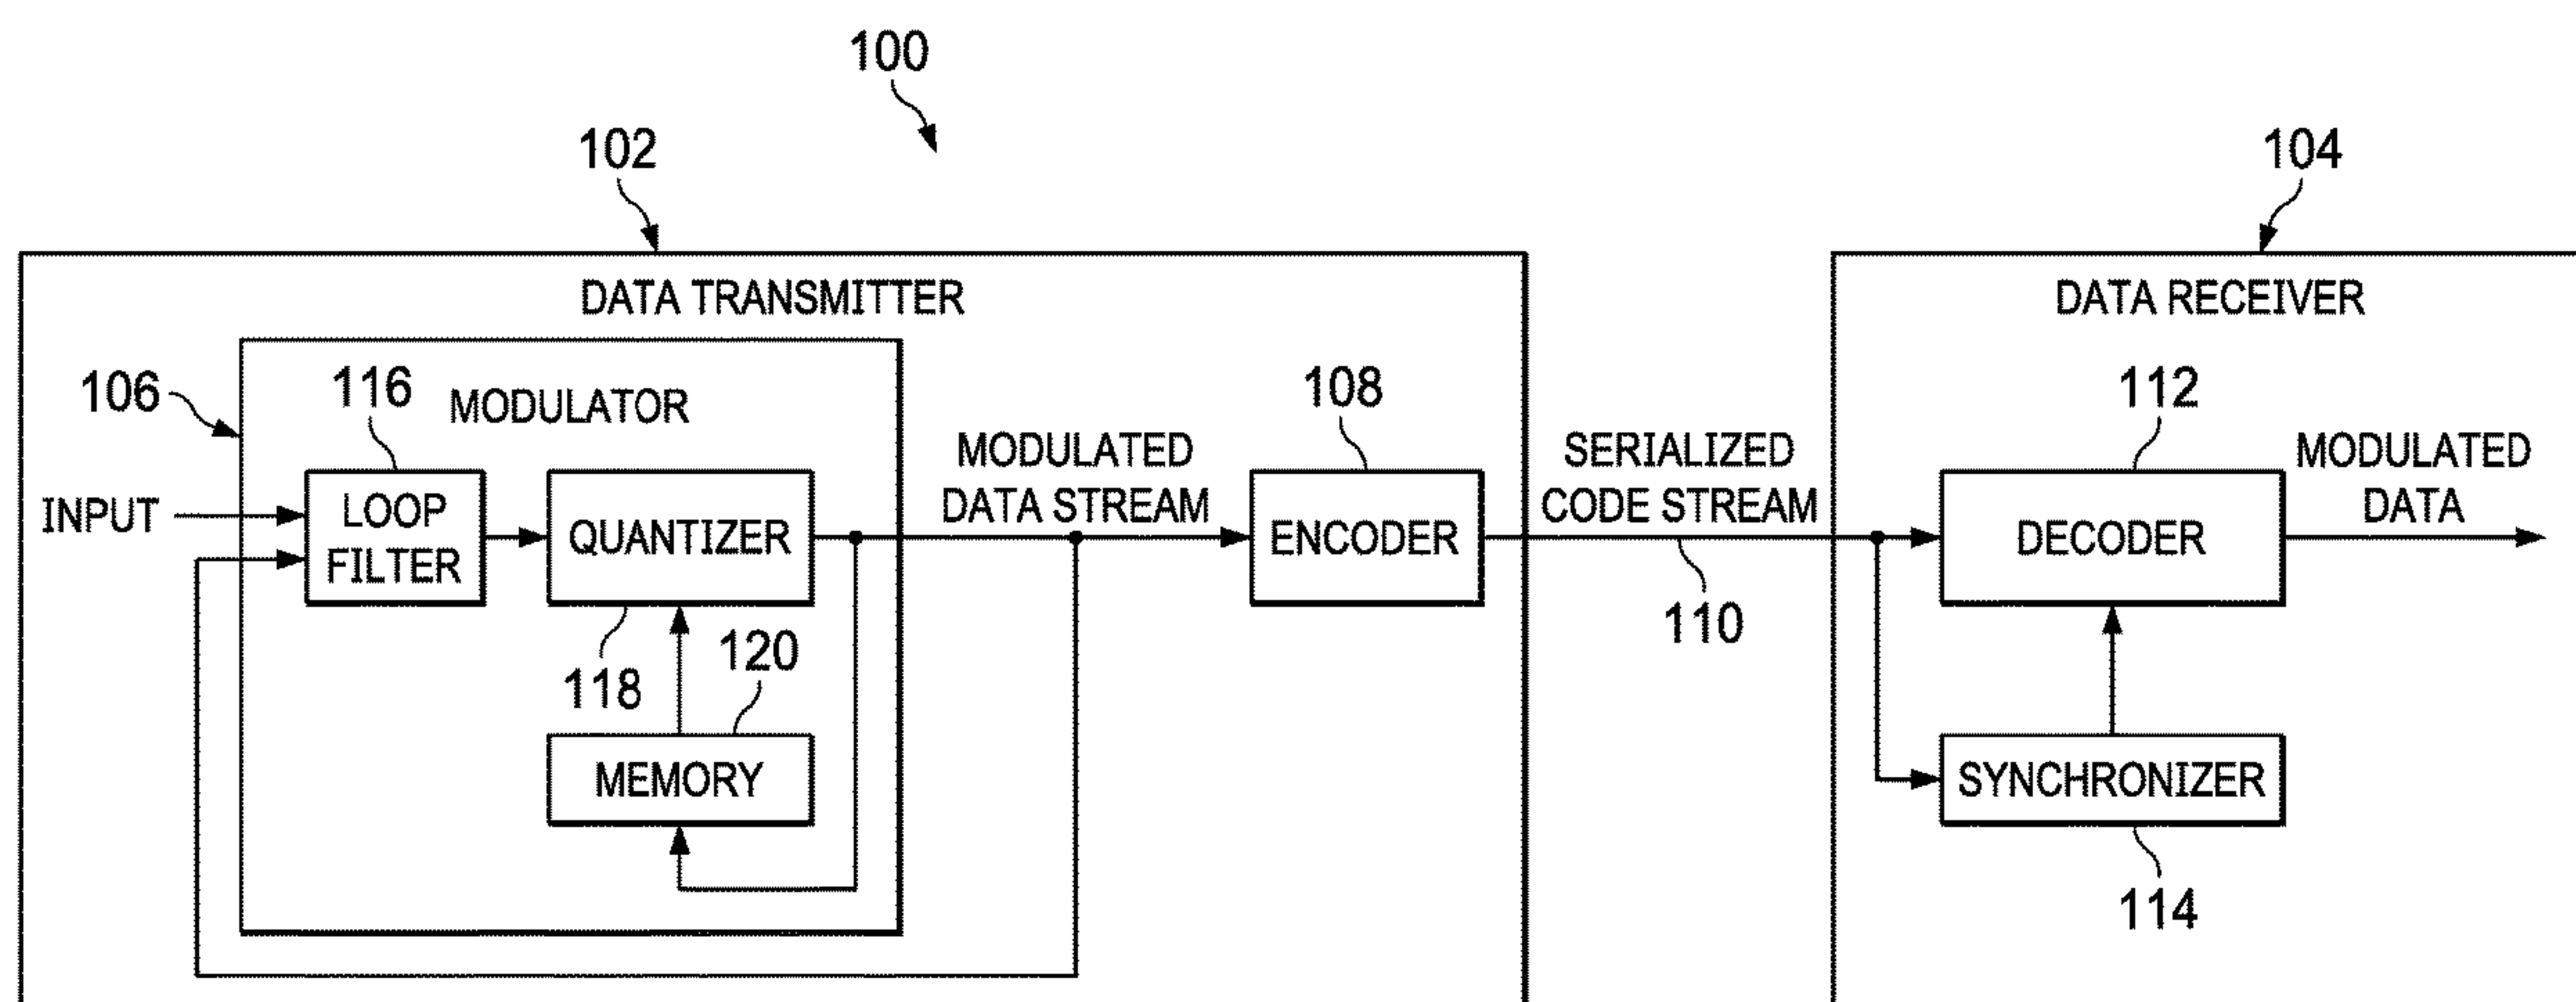 100
102
104
DATA TRANSMITTER
DATA RECEIVER
106
116
MODULATOR
108
112
MODULATED
DATA STREAM
SERIALIZED
CODE STREAM
MODULATED
DATA
INPUT
LOOP
FILTER
QUANTIZER
ENCODER
DECODER
110
118
120
MEMORY
SYNCHRONIZER
114